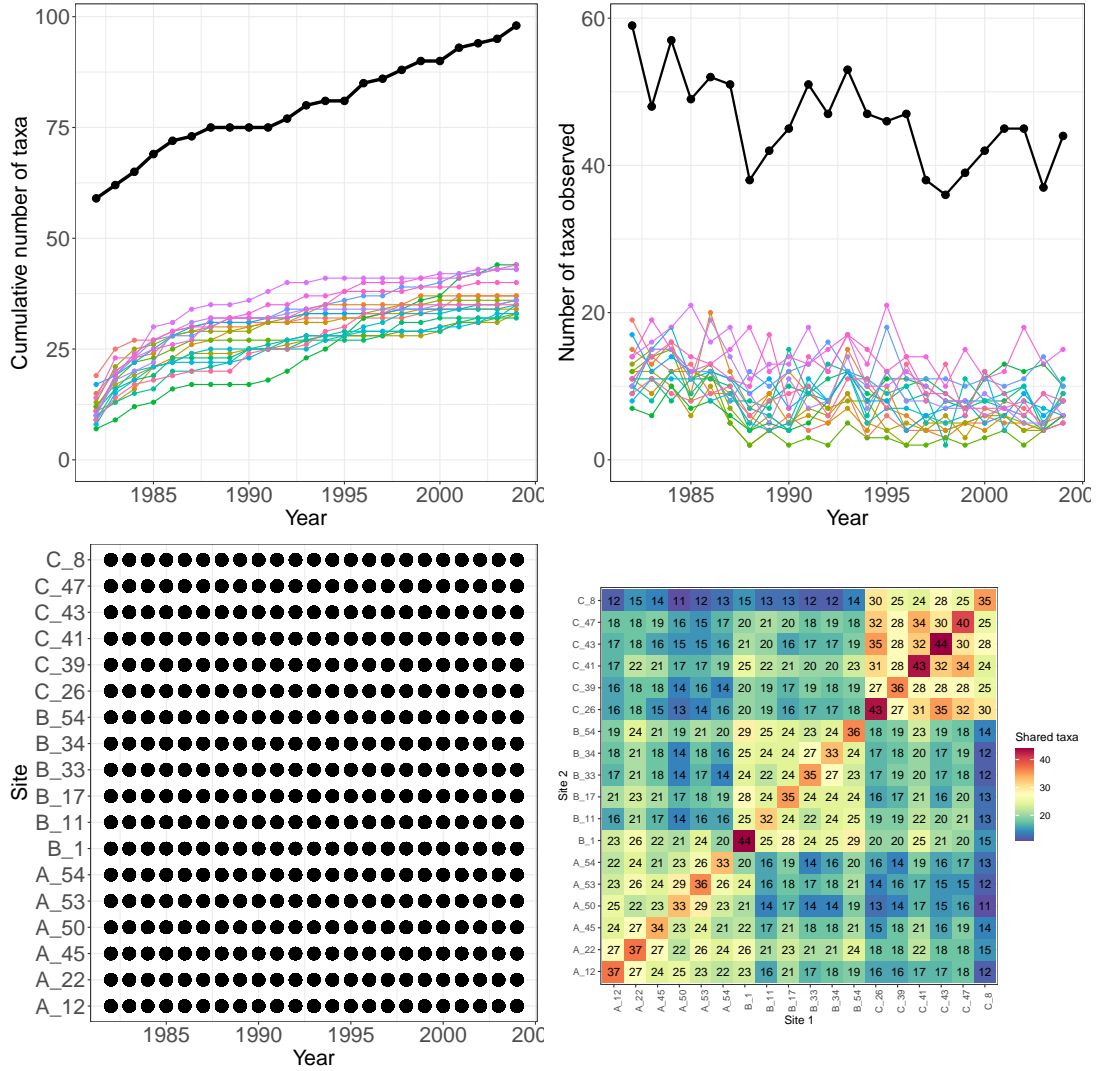 Cumulative number of taxa
100
75
50
25
0
1985 1990 1995 2000 200
Year
Number of taxa observed
60
40
20
0
1985 1990 1995 2000 200
Year
Site
C_8
C_47
C_43
C_41
C_39
C_26
B_54
B_34
B_33
B_17
B_11
B_1
A_54
A_53
A_50
A_45
A_22
A_12
1985 1990 1995 2000 200
Year
Site 2
C_8 12 15 14 11 12 13 15 13 13 12 12 14 30 25 24 28 25 35
C_47 18 18 19 16 15 17 20 21 20 18 19 18 32 28 34 30 40 25
C_43 17 18 16 15 15 16 20 19 16 17 17 19 35 28 32 44 30 28
C_41 17 22 21 17 17 19 25 22 21 20 20 23 31 28 43 32 34 24
C_39 16 18 18 14 16 14 20 19 17 19 18 19 27 36 28 28 28 25
C_26 16 18 15 13 14 16 20 19 16 17 17 18 43 27 31 35 32 30
B_54 19 24 21 19 21 20 29 25 24 23 24 36 18 19 23 19 18 14
B_34 18 21 18 14 18 16 25 24 24 27 33 24 17 18 20 17 19 12
B_33 17 21 18 14 17 14 24 22 24 35 27 23 17 19 20 17 18 12
B_17 21 23 21 17 18 19 28 24 35 24 24 24 16 17 21 16 20 13
B_11 16 21 17 14 16 16 25 32 24 22 24 25 19 19 22 20 21 13
B_1 23 26 22 21 24 20 44 25 28 24 25 29 20 20 25 21 20 15
A_54 22 24 21 23 26 33 20 16 19 14 16 20 16 14 19 16 17 13
A_53 23 26 24 29 36 26 24 16 18 17 18 21 14 16 17 15 15 12
A_50 25 22 23 33 29 23 21 14 17 14 14 19 13 14 17 15 16 11
A_45 24 27 34 23 24 21 22 17 21 18 18 21 15 18 21 16 19 14
A_22 27 37 27 22 26 24 26 21 23 21 21 24 18 18 22 18 18 15
A_12 37 27 24 25 23 22 23 16 21 17 18 19 16 16 17 17 18 12
A_12 A_22 A_45 A_50 A_53 A_54 B_1 B_11 B_17 B_33 B_34 B_54 C_26 C_39 C_41 C_43 C_47 C_8
Site 1
Shared taxa
40
30
20